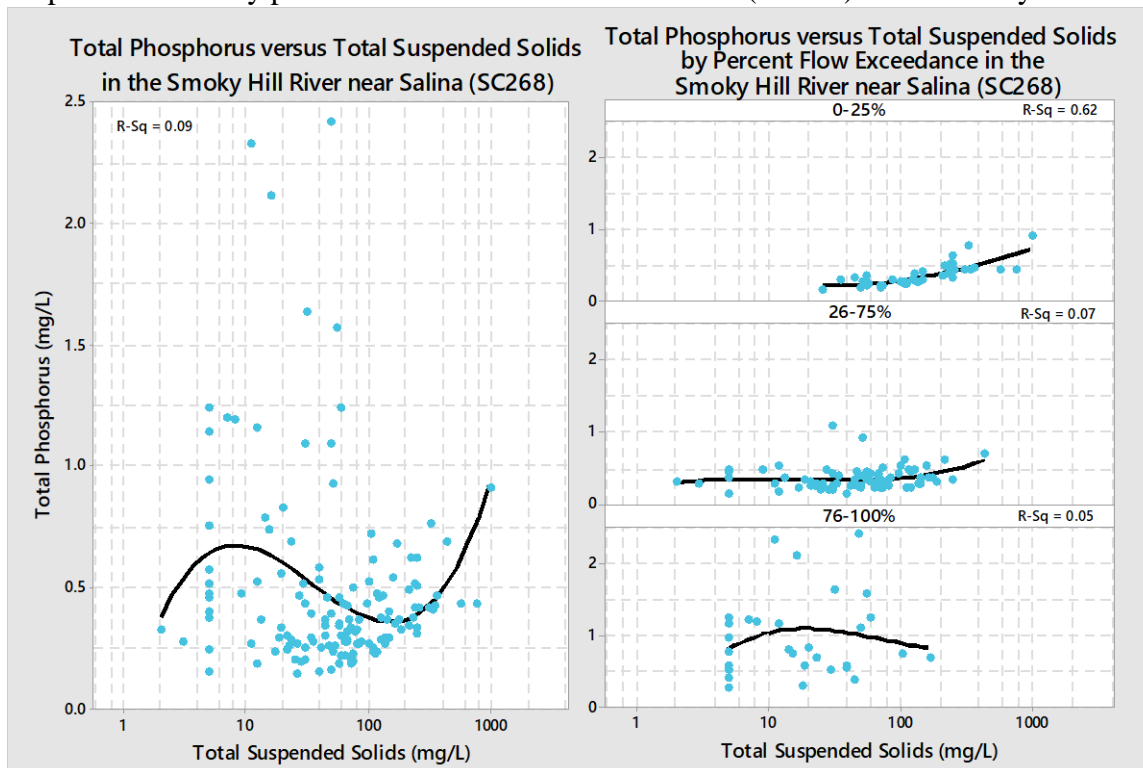 Total Phosphorus versus Total Suspended Solids
in the Smoky Hill River near Salina (SC268)
R-Sq = 0.09
2.5
2.0
1.5
1.0
0.5
0.0
Total Phosphorus (mg/L)
1 10 100 1000
Total Suspended Solids (mg/L)
Total Phosphorus versus Total Suspended Solids
by Percent Flow Exceedance in the
Smoky Hill River near Salina (SC268)
0-25% R-Sq = 0.62
2
1
0
26-75% R-Sq = 0.07
2
1
0
76-100% R-Sq = 0.05
2
1
0
1 10 100 1000
Total Suspended Solids (mg/L)